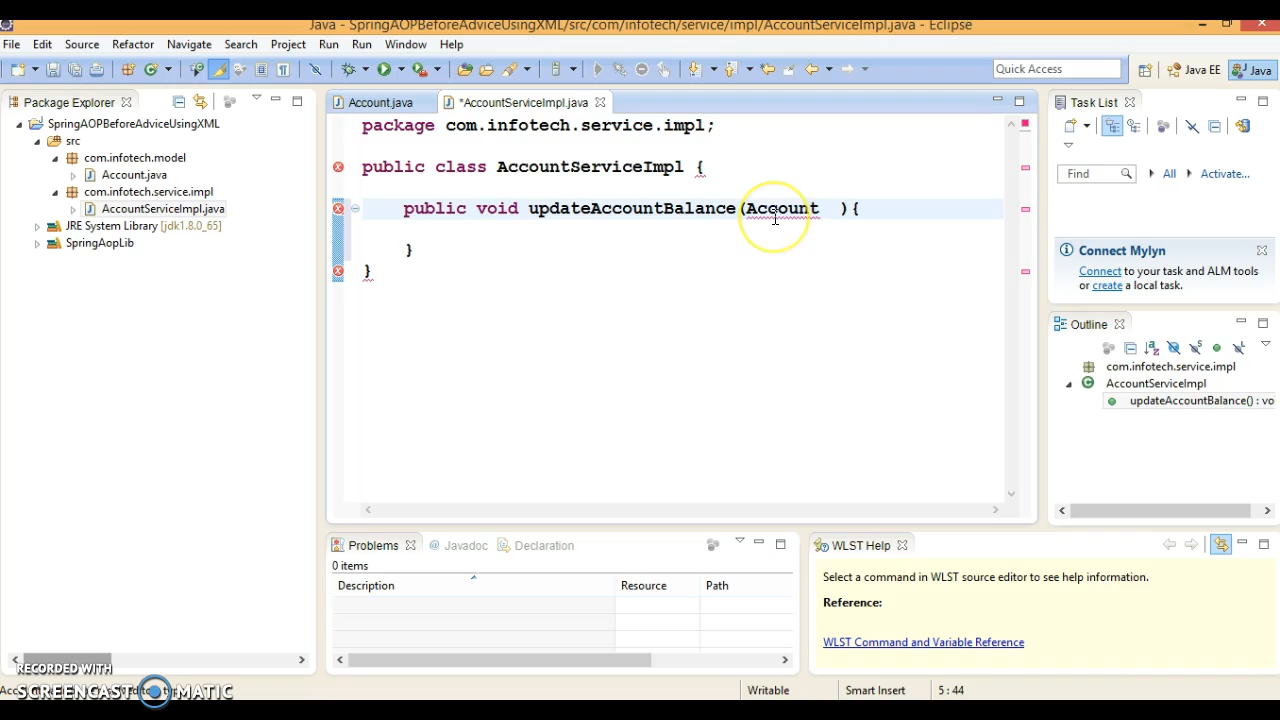 Java - SpringAOPBeforeAdviceUsingXML/src/com/infotech/service/impl/AccountServiceImpl.java - Eclipse
File Edit Source Refactor Navigate Search Project Run Run Window Help
Quick Access
Java EE
Java
Package Explorer
SpringAOPBeforeAdviceUsingXML
src
com.infotech.model
Account.java
com.infotech.service.impl
AccountServiceImpl.java
JRE System Library [jdk1.8.0_65]
SpringAopLib
Account.java
*AccountServiceImpl.java
package com.infotech.service.impl;
public class AccountServiceImpl {
public void updateAccountBalance(Account  ){
}
}
Task List
Find
All
Activate...
Connect Mylyn
Connect to your task and ALM tools
or create a local task.
Outline
com.infotech.service.impl
AccountServiceImpl
updateAccountBalance() : vo
Problems
Javadoc
Declaration
0 items
Description Resource Path
WLST Help
Select a command in WLST source editor to see help information.
Reference:
WLST Command and Variable Reference
Writable
Smart Insert
5 : 44
RECORDED WITH
SCREENCAST MATIC